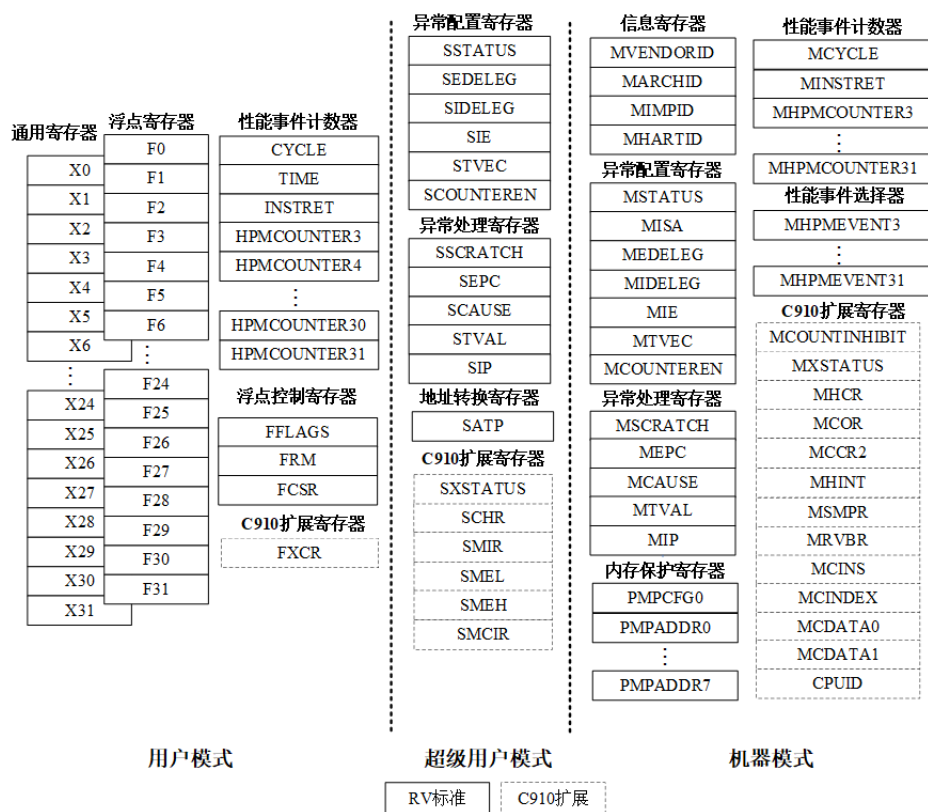 通用寄存器
X0
X1
X2
X3
X4
X5
X6
⋮
X24
X25
X26
X27
X28
X29
X30
X31
浮点寄存器
F0
F1
F2
F3
F4
F5
F6
⋮
F24
F25
F26
F27
F28
F29
F30
F31
性能事件计数器
CYCLE
TIME
INSTRET
HPMCOUNTER3
HPMCOUNTER4
⋮
HPMCOUNTER30
HPMCOUNTER31
浮点控制寄存器
FFLAGS
FRM
FCSR
C910扩展寄存器
FXCR
用户模式
异常配置寄存器
SSTATUS
SEDELEG
SIDELEG
SIE
STVEC
SCOUNTEREN
异常处理寄存器
SSCRATCH
SEPC
SCAUSE
STVAL
SIP
地址转换寄存器
SATP
C910扩展寄存器
SXSTATUS
SCHR
SMIR
SMEL
SMEH
SMCIR
超级用户模式
信息寄存器
MVENDORID
MARCHID
MIMPID
MHARTID
异常配置寄存器
MSTATUS
MISA
MEDELEG
MIDELEG
MIE
MTVEC
MCOUNTEREN
异常处理寄存器
MSCRATCH
MEPC
MCAUSE
MTVAL
MIP
内存保护寄存器
PMPCFG0
PMPADDR0
⋮
PMPADDR7
性能事件计数器
MCYCLE
MINSTRET
MHPMCOUNTER3
⋮
MHPMCOUNTER31
性能事件选择器
MHPMEVENT3
⋮
MHPMEVENT31
C910扩展寄存器
MCOUNTINHIBIT
MXSTATUS
MHCR
MCOR
MCCR2
MHINT
MSMPR
MRVBR
MCINS
MCINDEX
MCDATA0
MCDATA1
CPUID
机器模式
RV标准
C910扩展